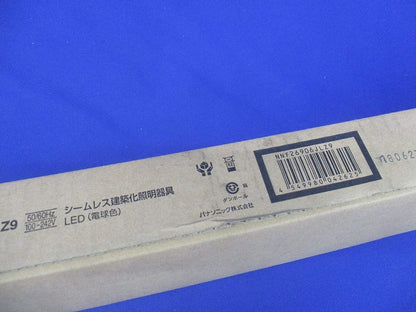 Z9
50/60Hz
100-242V
シームレス建築化照明器具
LED（電球色）
ダンボール
パナソニック株式会社
NNF26906JLZ9
4 549980 042625